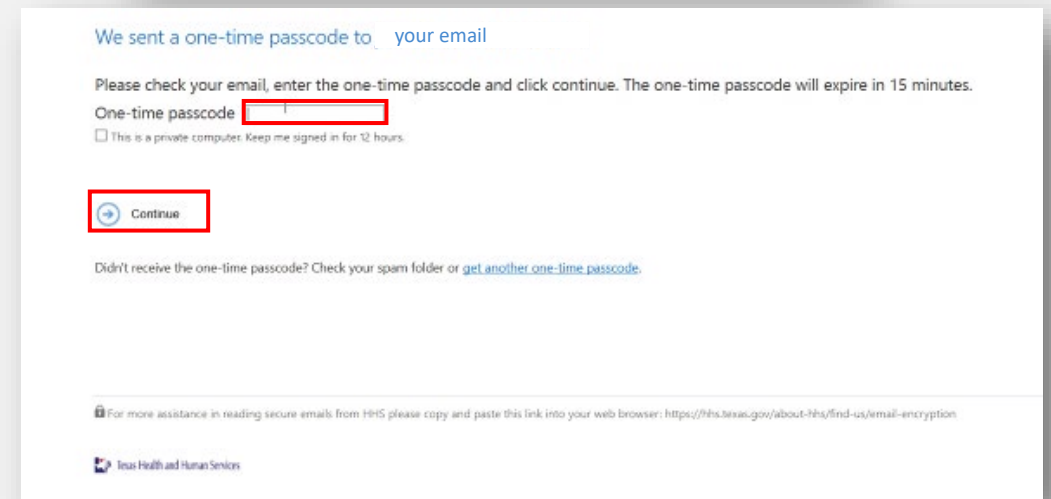 We sent a one-time passcode to your email
Please check your email, enter the one-time passcode and click continue. The one-time passcode will expire in 15 minutes.
One-time passcode
This is a private computer. Keep me signed in for 12 hours.
Continue
Didn't receive the one-time passcode? Check your spam folder or get another one-time passcode.
For more assistance in reading secure emails from HHS please copy and paste this link into your web browser: https://hhs.texas.gov/about-hhs/find-us/email-encryption
Texas Health and Human Services